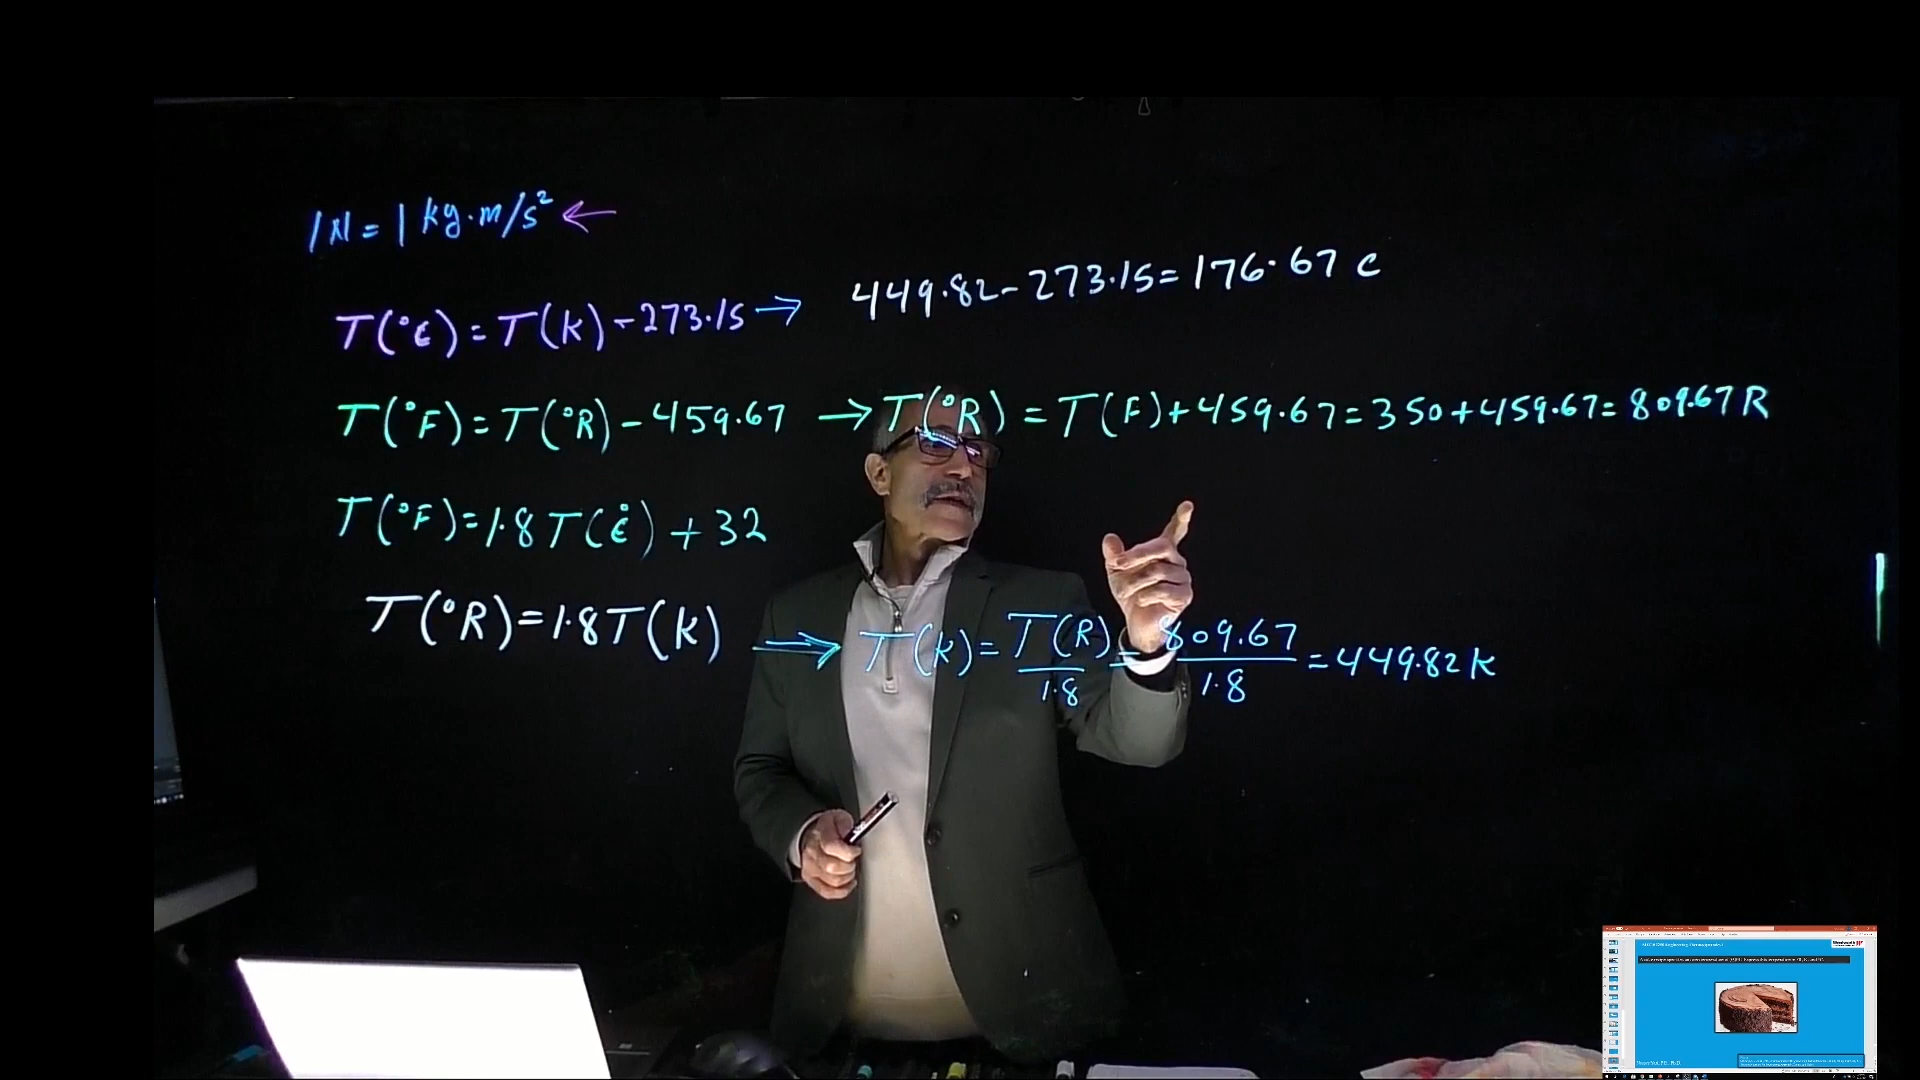 1N = 1 kg·m/s²
449.82 - 273.15 = 176.67 c
T(°C) = T(K) - 273.15
T(°F) = T(°R) - 459.67 → T(°R) = T(F) + 459.67 = 350 + 459.67 = 809.67 R
T(°F) = 1.8 T(°C) + 32
T(°R) = 1.8 T(K)
T(K) = T(R)/1.8 = 809.67/1.8 = 449.82 K